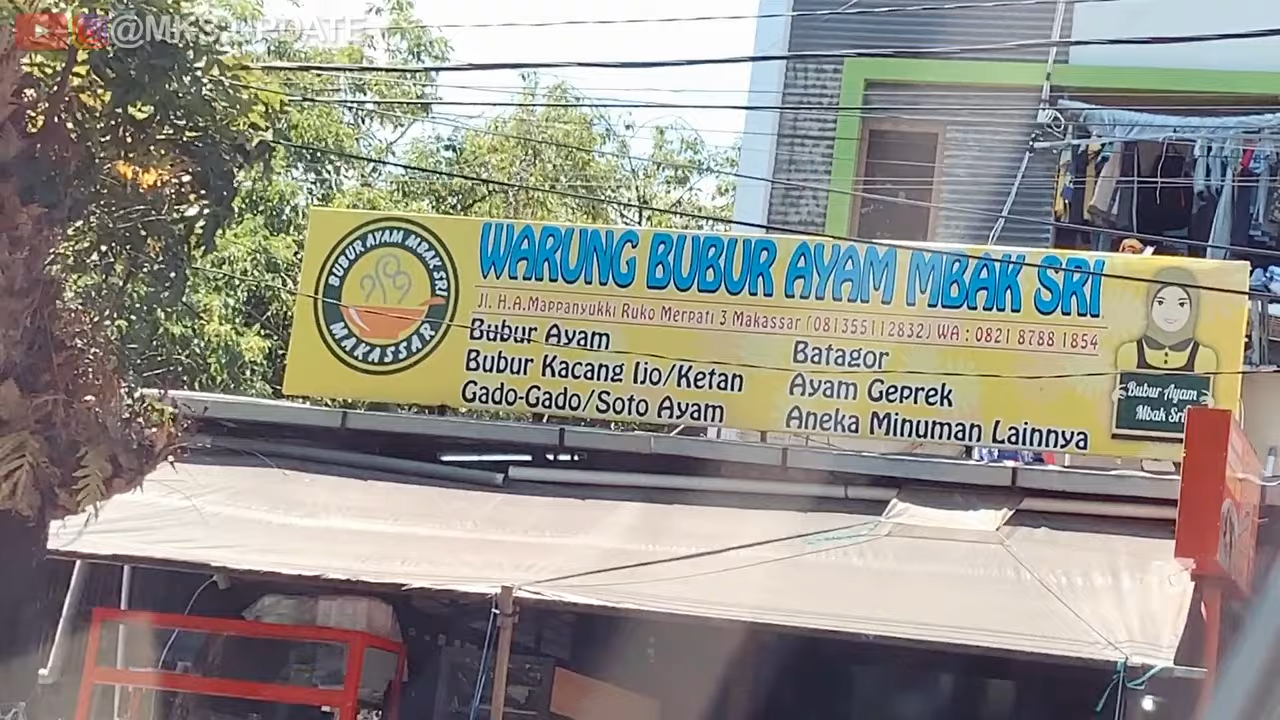 @MKS_UPDATE
BUBUR AYAM MBAK SRI
MAKASSAR
WARUNG BUBUR AYAM MBAK SRI
Jl. H.A.Mappanyukki Ruko Merpati 3 Makassar (081355112832) WA : 0821 8788 1854
Bubur Ayam
Bubur Kacang Ijo/Ketan
Gado-Gado/Soto Ayam
Batagor
Ayam Geprek
Aneka Minuman Lainnya
Bubur Ayam
Mbak Sri